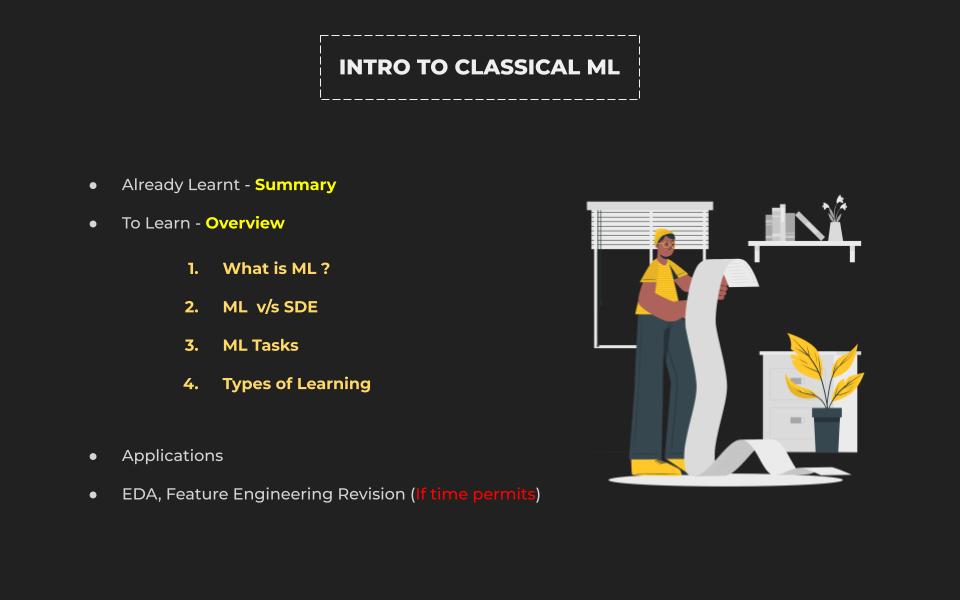 INTRO TO CLASSICAL ML
● Already Learnt - Summary
● To Learn - Overview
1. What is ML ?
2. ML v/s SDE
3. ML Tasks
4. Types of Learning
● Applications
● EDA, Feature Engineering Revision (If time permits)